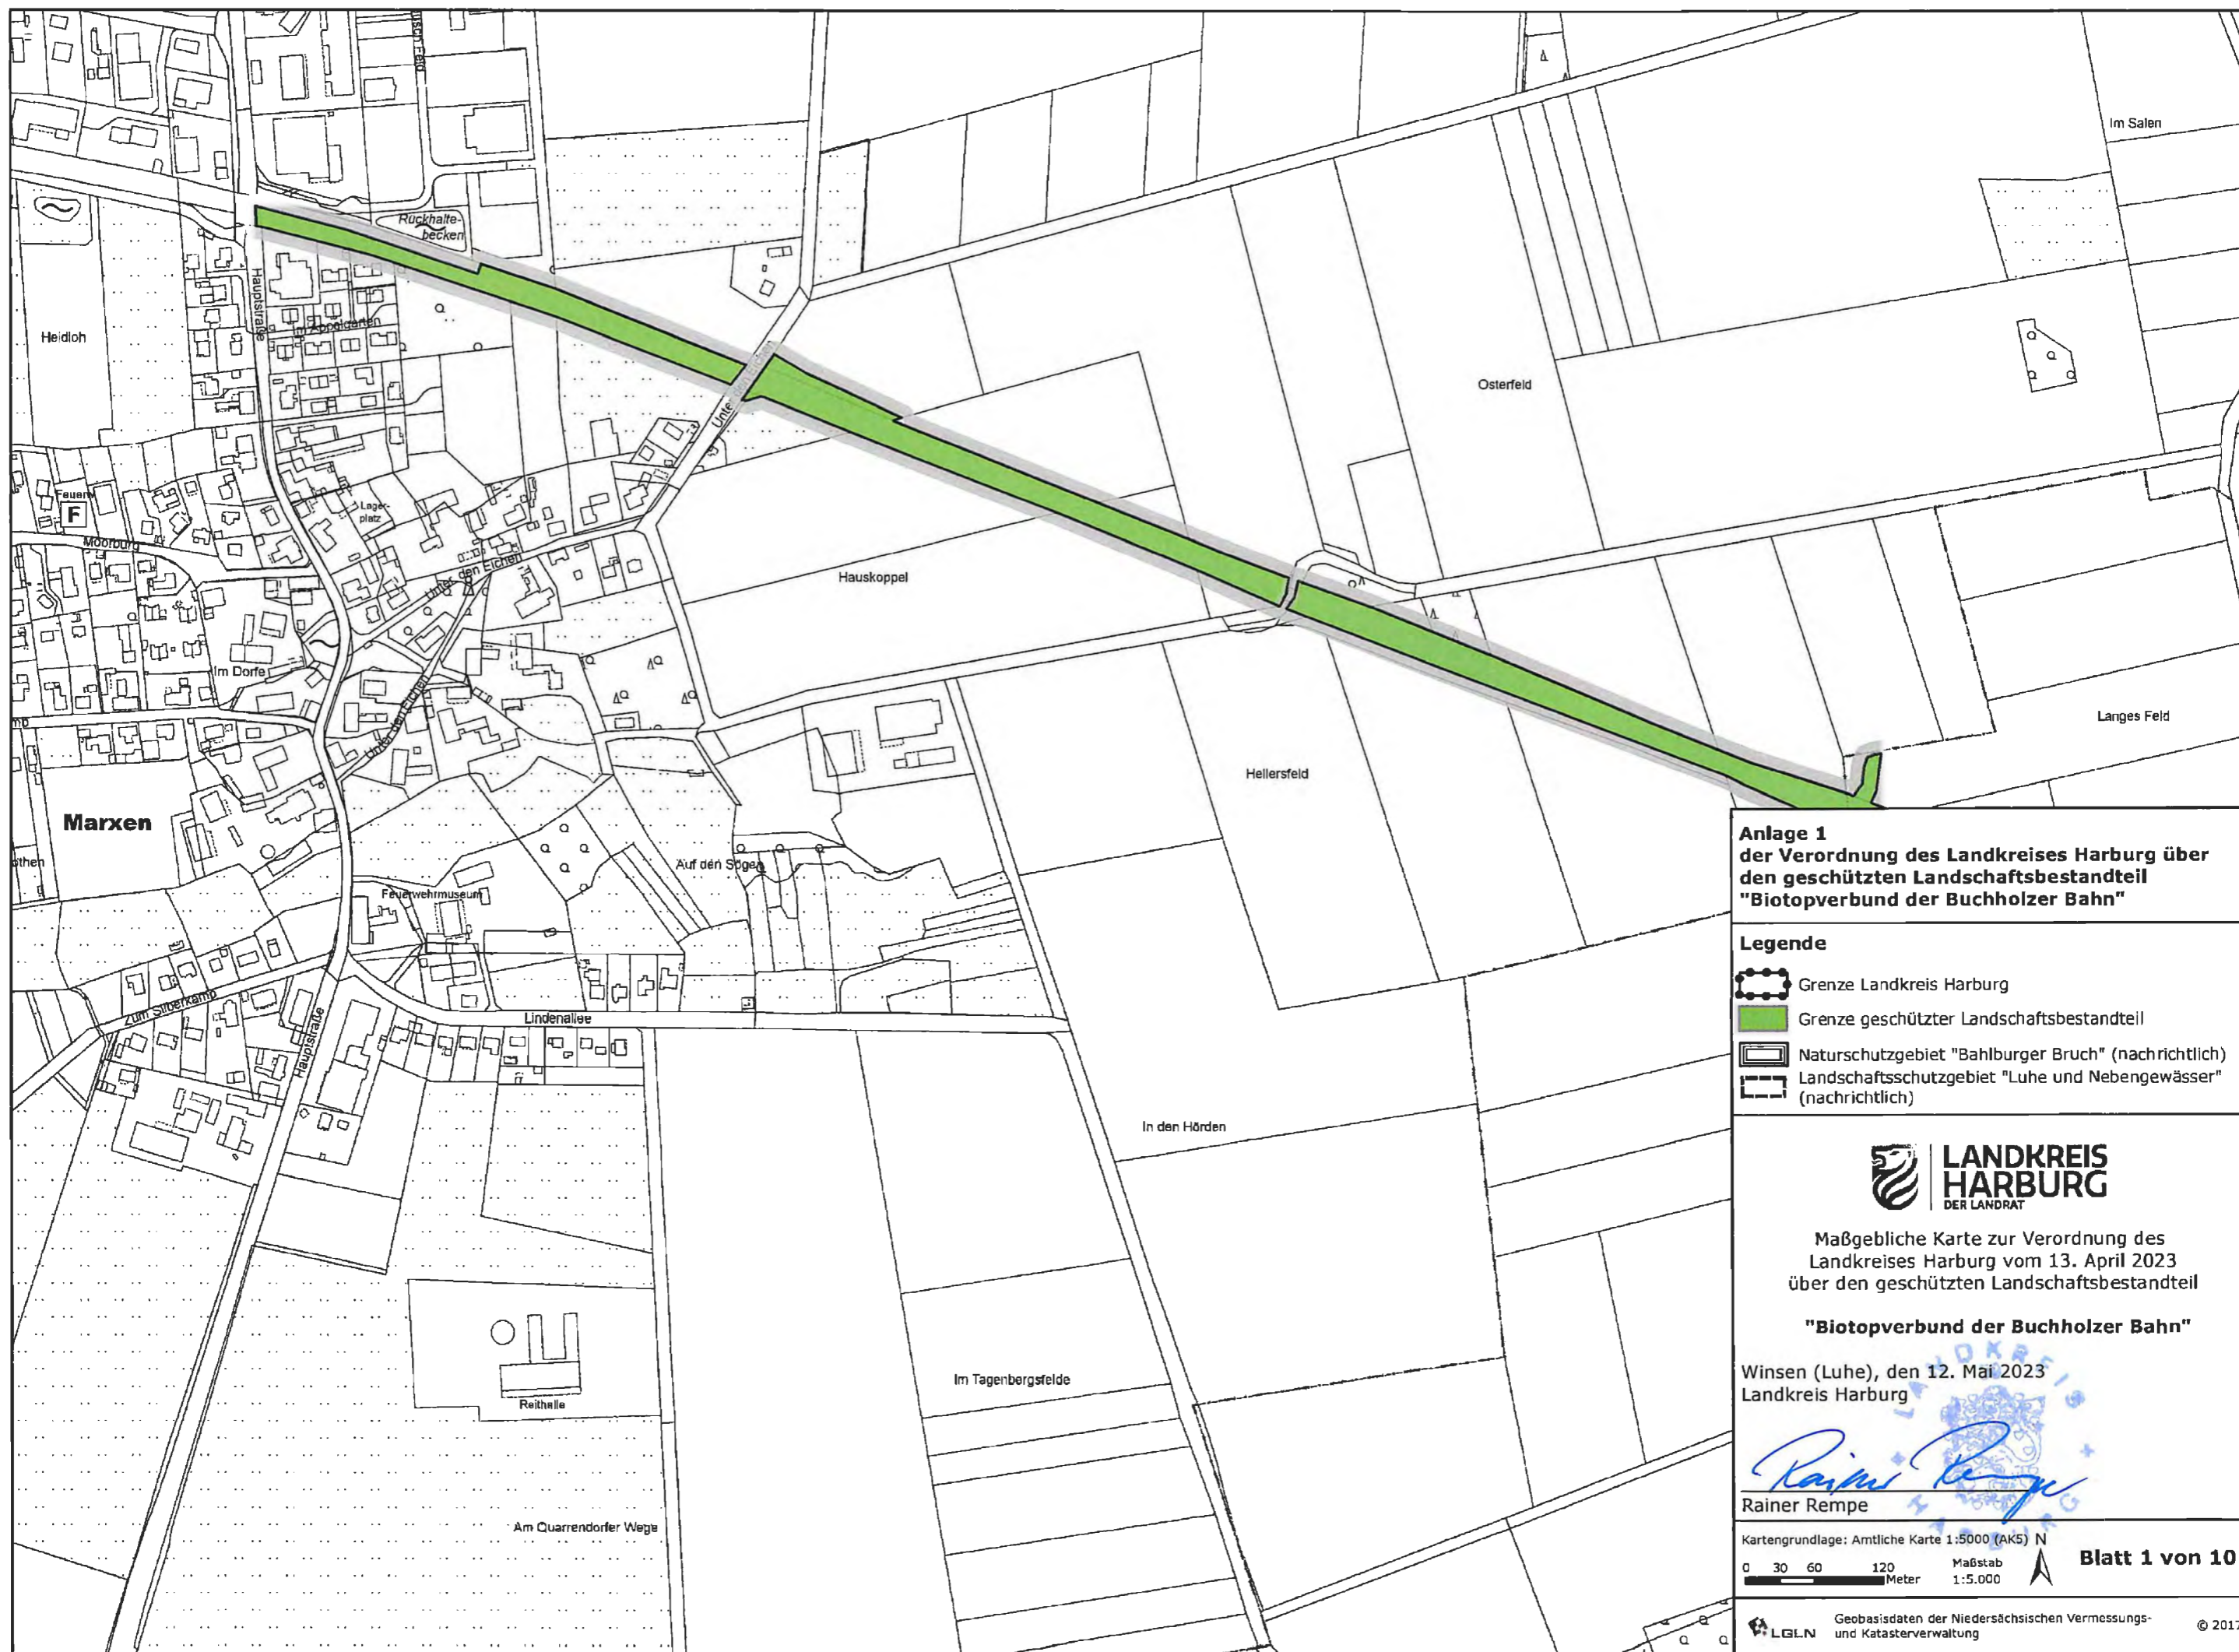 Im Salen
Rückhalte-
becken
Hauptstraße
Im Appelgarten
Heidloh
Unter den Eichen
Osterfeld
Feuerw
F
Lager-
platz
Moorburg
Unter den Eichen
Hauskoppel
Im Dorfe
Unter den Eichen
Langes Feld
Hellersfeld
Marxen
Auf den Sögen
Feuerwehrmuseum
Zum Silberkamp
Hauptstraße
Lindenallee
In den Hörden
Im Tagenbergsfelde
Reithalle
Am Quarrendorfer Wege
Anlage 1
der Verordnung des Landkreises Harburg über
den geschützten Landschaftsbestandteil
"Biotopverbund der Buchholzer Bahn"
Legende
Grenze Landkreis Harburg
Grenze geschützter Landschaftsbestandteil
Naturschutzgebiet "Bahlburger Bruch" (nachrichtlich)
Landschaftsschutzgebiet "Luhe und Nebengewässer"
(nachrichtlich)
LANDKREIS
HARBURG
DER LANDRAT
Maßgebliche Karte zur Verordnung des
Landkreises Harburg vom 13. April 2023
über den geschützten Landschaftsbestandteil
"Biotopverbund der Buchholzer Bahn"
Winsen (Luhe), den 12. Mai 2023
Landkreis Harburg
LANDKREIS
HARBURG
Rainer Rempe
Rainer Rempe
Kartengrundlage: Amtliche Karte 1:5000 (AK5) N
0 30 60 120
Meter
Maßstab
1:5.000
Blatt 1 von 10
LGLN
Geobasisdaten der Niedersächsischen Vermessungs-
und Katasterverwaltung
© 2017